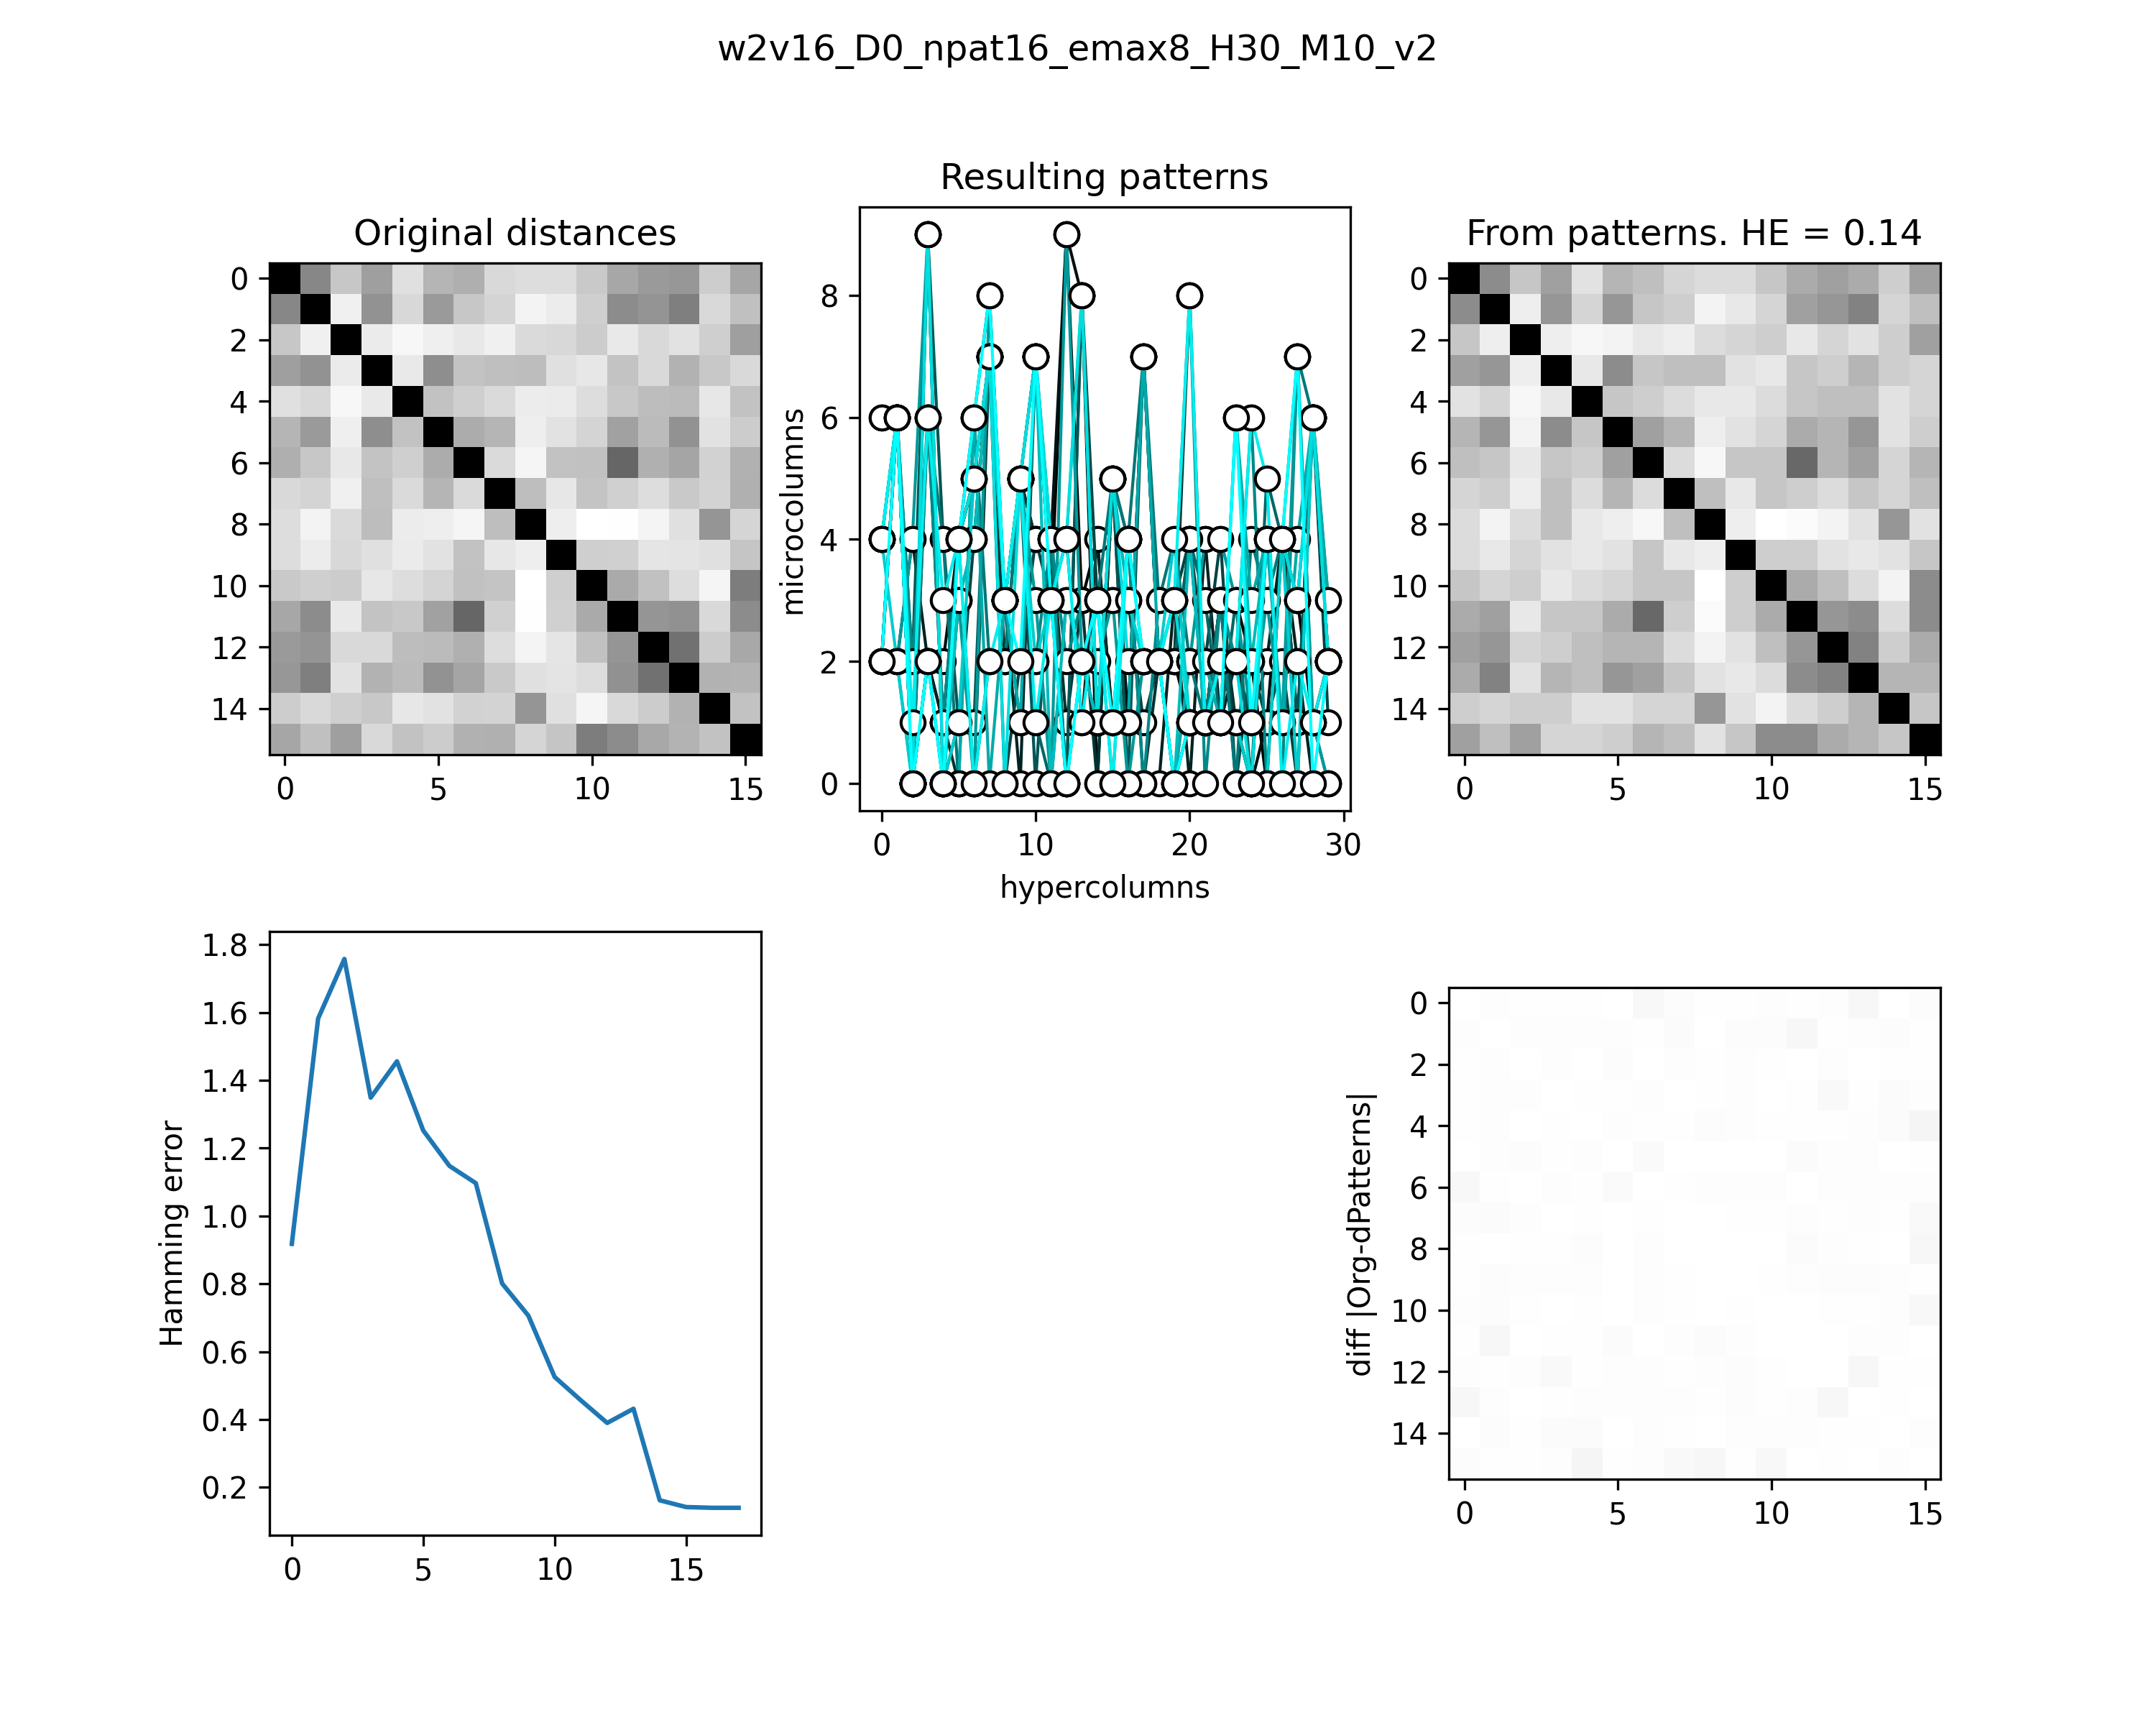 w2v16_D0_npat16_emax8_H30_M10_v2
Original distances
0
2
4
6
8
10
12
14
0 5 10 15
Resulting patterns
microcolumns
8
6
4
2
0
0 10 20 30
hypercolumns
From patterns. HE = 0.14
0
2
4
6
8
10
12
14
0 5 10 15
Hamming error
1.8
1.6
1.4
1.2
1.0
0.8
0.6
0.4
0.2
0 5 10 15
diff |Org-dPatterns|
0
2
4
6
8
10
12
14
0 5 10 15